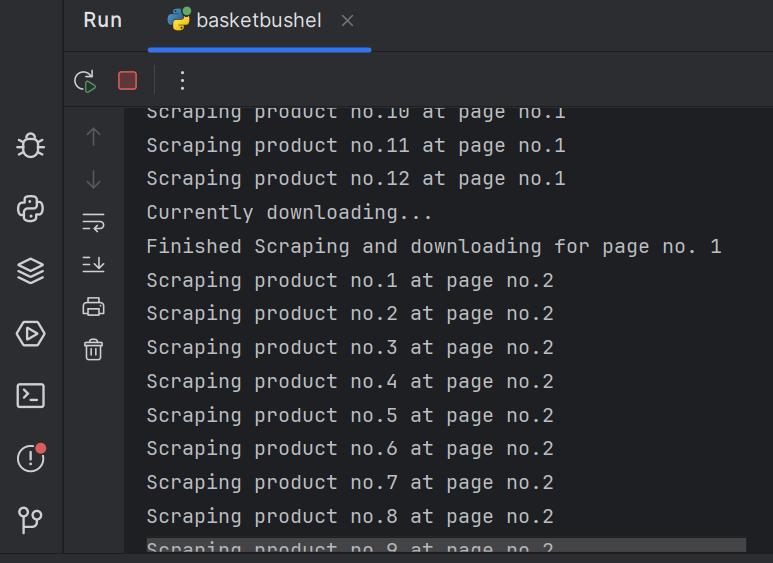 Run basketbushel
Scraping product no.10 at page no.1
Scraping product no.11 at page no.1
Scraping product no.12 at page no.1
Currently downloading...
Finished Scraping and downloading for page no. 1
Scraping product no.1 at page no.2
Scraping product no.2 at page no.2
Scraping product no.3 at page no.2
Scraping product no.4 at page no.2
Scraping product no.5 at page no.2
Scraping product no.6 at page no.2
Scraping product no.7 at page no.2
Scraping product no.8 at page no.2
Scraping product no.9 at page no.2